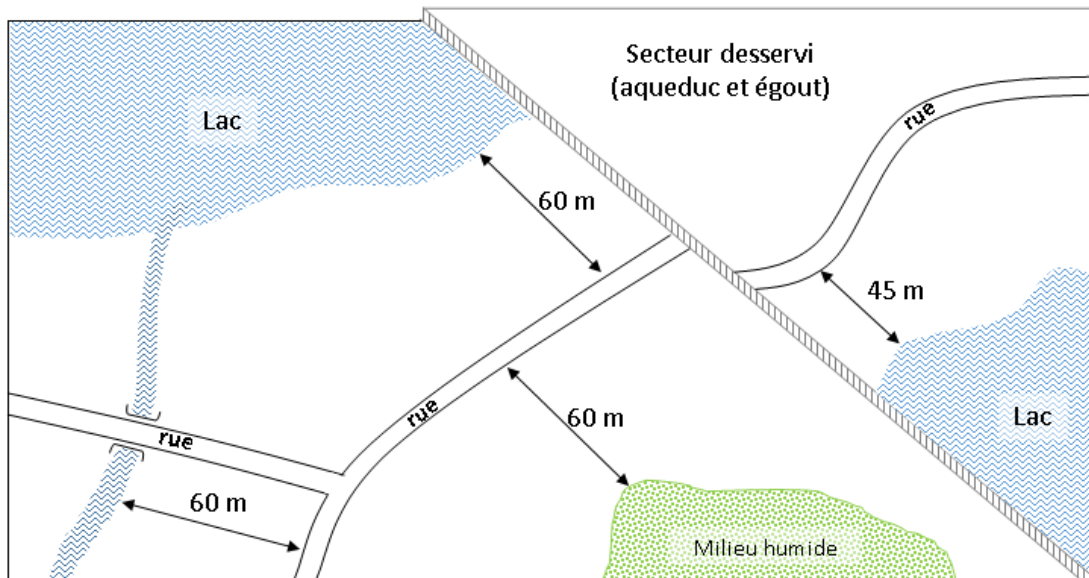 Secteur desservi
(aqueduc et égout)
rue
Lac
60 m
45 m
rue
60 m
Lac
rue
60 m
Milieu humide